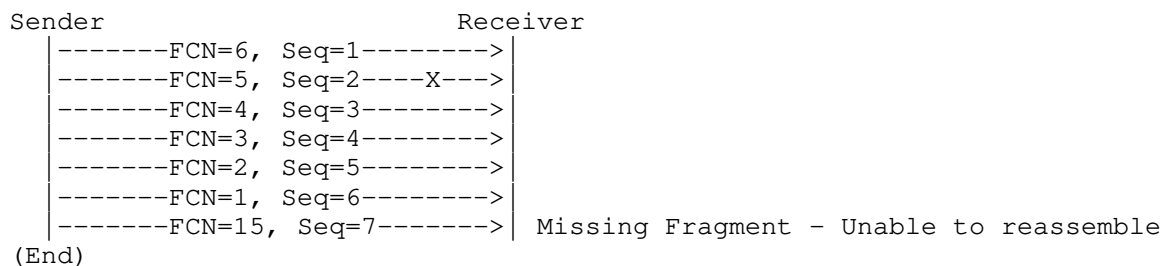 Sender                          Receiver
  |-------FCN=6, Seq=1-------->|
  |-------FCN=5, Seq=2----X--->|
  |-------FCN=4, Seq=3-------->|
  |-------FCN=3, Seq=4-------->|
  |-------FCN=2, Seq=5-------->|
  |-------FCN=1, Seq=6-------->|
  |-------FCN=15, Seq=7------->| Missing Fragment - Unable to reassemble
(End)